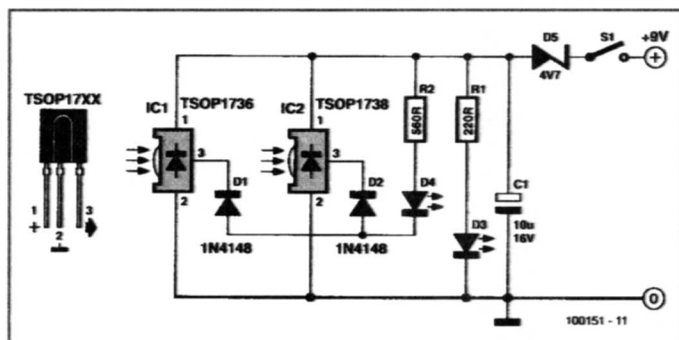 D5
S1
+9V
4V7
TSOP17XX
IC1
TSOP1736
IC2
TSOP1738
R2
560R
R1
220R
1
1
3
3
2
2
D1
D2
D4
D3
C1
10u
16V
1N4148
1N4148
1
2
3
+
0
100151 - 11